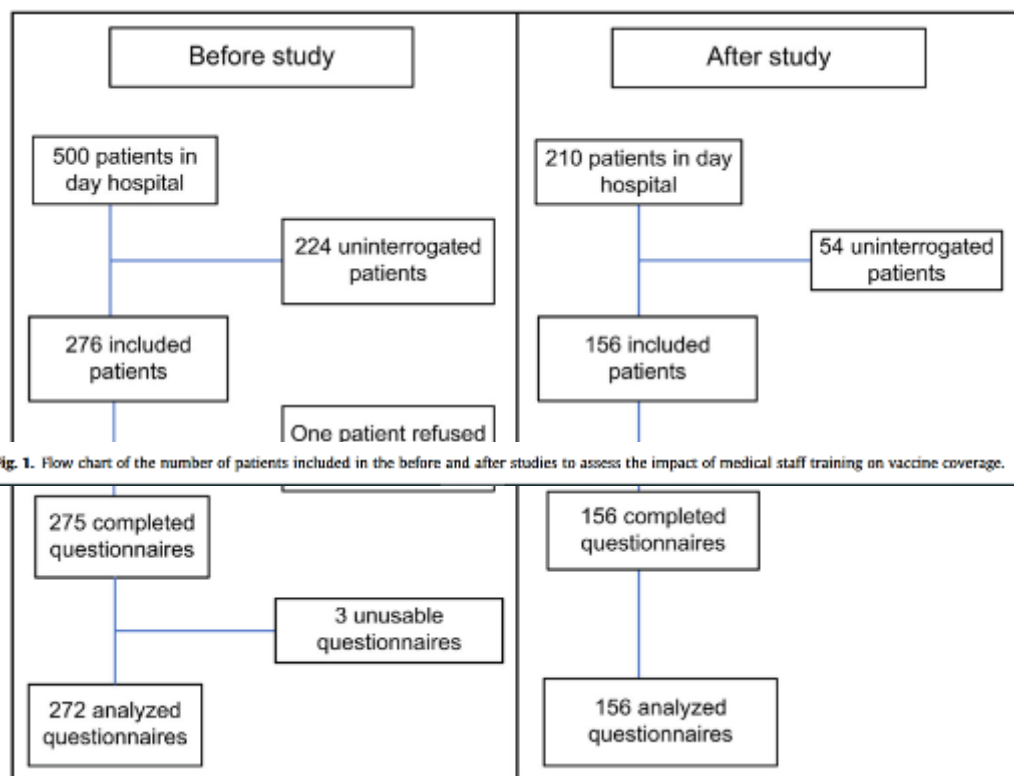 Before study
500 patients in
day hospital
224 uninterrogated
patients
276 included
patients
One patient refused
After study
210 patients in day
hospital
54 uninterrogated
patients
156 included
patients
Fig. 1. Flow chart of the number of patients included in the before and after studies to assess the impact of medical staff training on vaccine coverage.
275 completed
questionnaires
3 unusable
questionnaires
272 analyzed
questionnaires
156 completed
questionnaires
156 analyzed
questionnaires